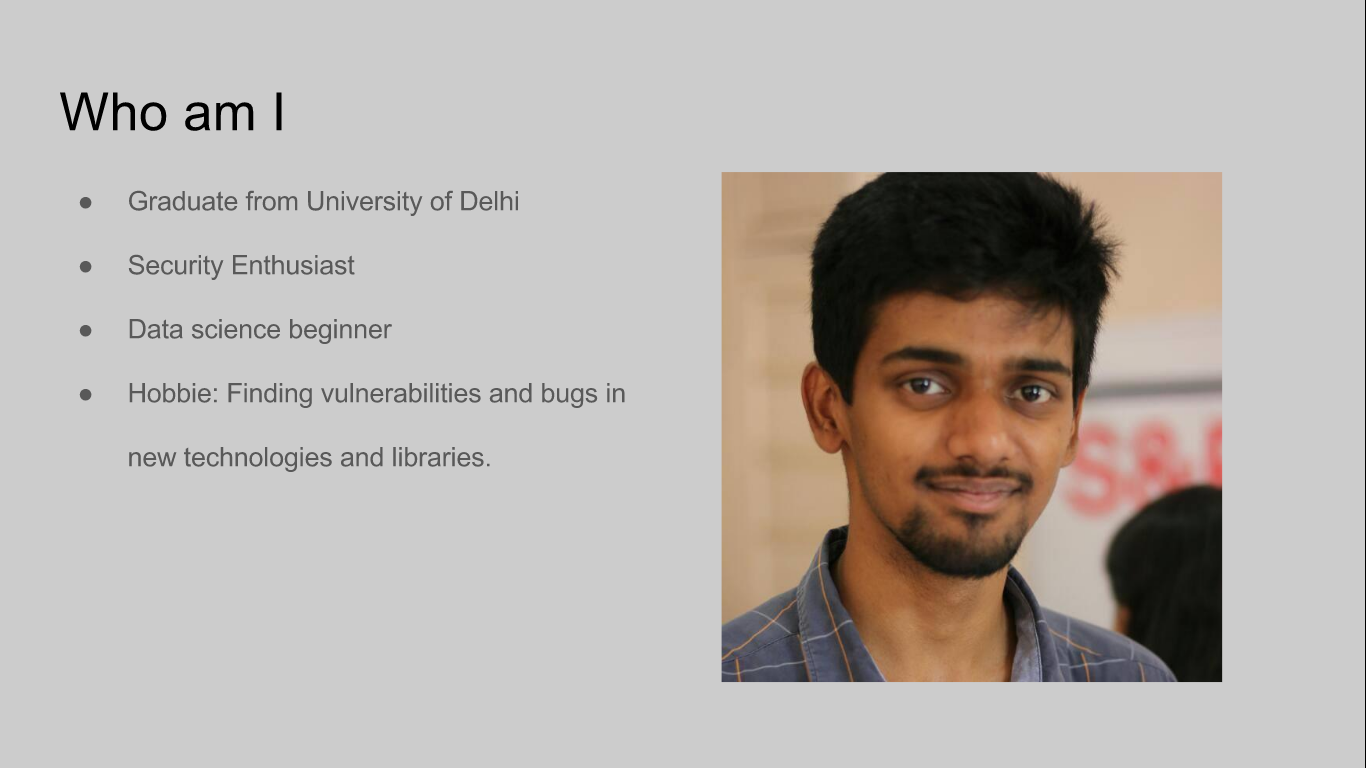 Who am I
● Graduate from University of Delhi
● Security Enthusiast
● Data science beginner
● Hobbie: Finding vulnerabilities and bugs in
new technologies and libraries.
S&